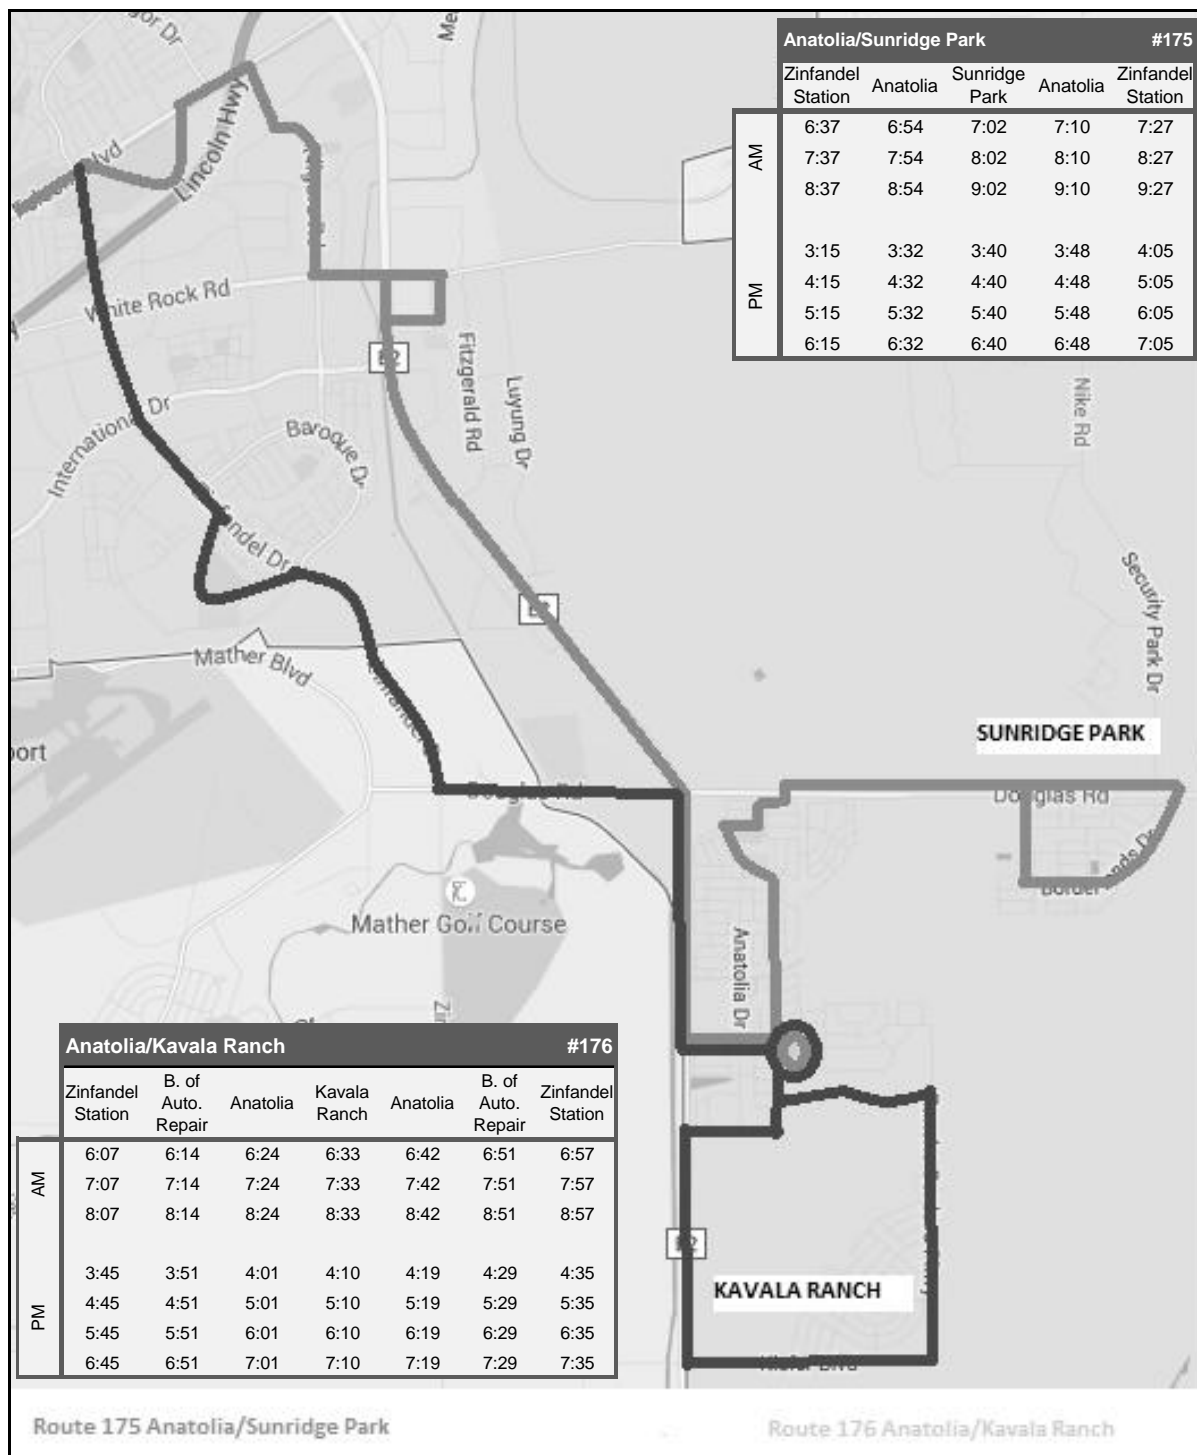 Anatolia/Sunridge Park #175
Zinfandel Station Anatolia Sunridge Park Anatolia Zinfandel Station
AM
6:37 6:54 7:02 7:10 7:27
7:37 7:54 8:02 8:10 8:27
8:37 8:54 9:02 9:10 9:27
PM
3:15 3:32 3:40 3:48 4:05
4:15 4:32 4:40 4:48 5:05
5:15 5:32 5:40 5:48 6:05
6:15 6:32 6:40 6:48 7:05
Lincoln Hwy
White Rock Rd
International Dr
Baroque Dr
Fitzgerald Rd
Luyung Dr
Nike Rd
Security Park Dr
Mather Blvd
SUNRIDGE PARK
Douglas Rd
Douglas Rd
Mather Golf Course
Anatolia Dr
KAVALA RANCH
Anatolia/Kavala Ranch #176
Zinfandel Station B. of Auto. Repair Anatolia Kavala Ranch Anatolia B. of Auto. Repair Zinfandel Station
AM
6:07 6:14 6:24 6:33 6:42 6:51 6:57
7:07 7:14 7:24 7:33 7:42 7:51 7:57
8:07 8:14 8:24 8:33 8:42 8:51 8:57
PM
3:45 3:51 4:01 4:10 4:19 4:29 4:35
4:45 4:51 5:01 5:10 5:19 5:29 5:35
5:45 5:51 6:01 6:10 6:19 6:29 6:35
6:45 6:51 7:01 7:10 7:19 7:29 7:35
Route 175 Anatolia/Sunridge Park
Route 176 Anatolia/Kavala Ranch